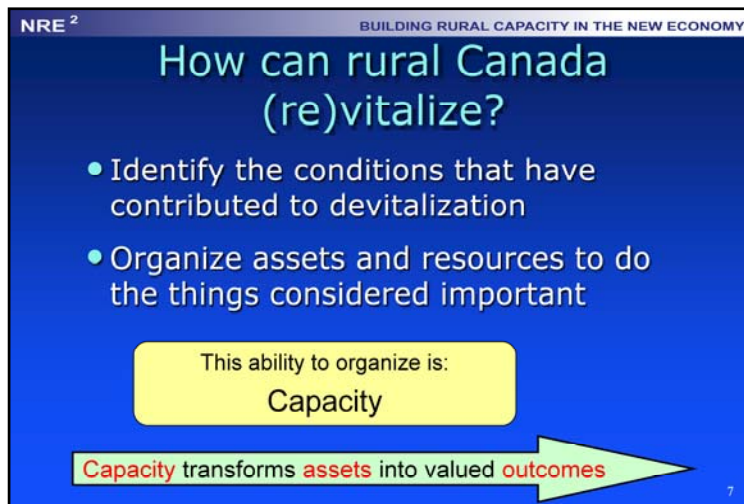 NRE ²
BUILDING RURAL CAPACITY IN THE NEW ECONOMY
How can rural Canada
(re)vitalize?
• Identify the conditions that have
contributed to devitalization
• Organize assets and resources to do
the things considered important
This ability to organize is:
Capacity
Capacity transforms assets into valued outcomes
7